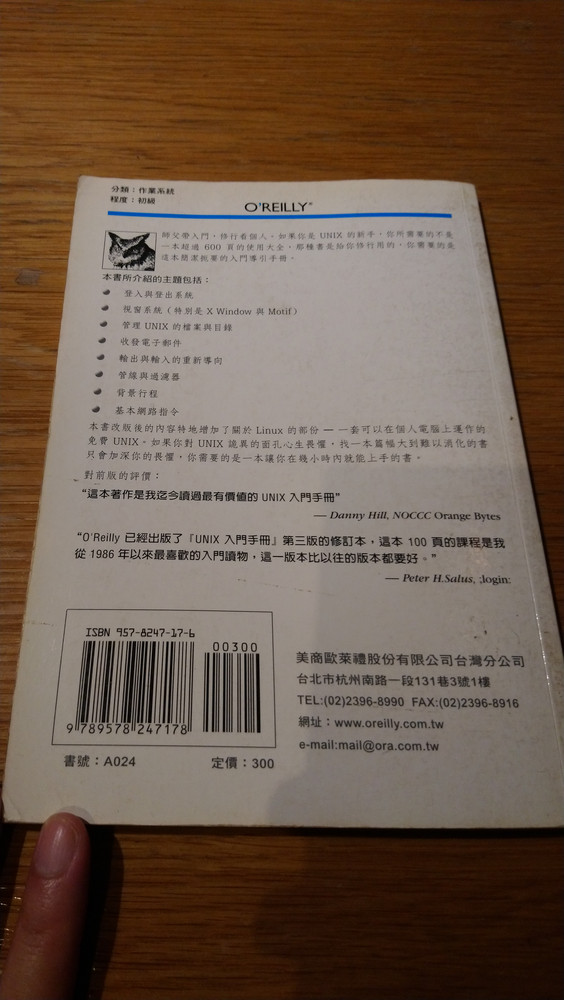 分類：作業系統
程度：初級
O'REILLY®
師父帶入門，修行看個人。如果你是 UNIX 的新手，你所需要的不是
一本超過 600 頁的使用大全。那種書是給你修行用的，你需要的是
這本簡潔扼要的入門導引手冊。
本書所介紹的主題包括：
登入與登出系統
視窗系統（特別是 X Window 與 Motif）
管理 UNIX 的檔案與目錄
收發電子郵件
輸出與輸入的重新導向
管線與過濾器
背景行程
基本網路指令
本書改版後的內容特地增加了關於 Linux 的部份 — 一套可以在個人電腦上運作的
免費 UNIX。如果你對 UNIX 詭異的面孔心生畏懼，找一本篇幅大到難以消化的書
只會加深你的畏懼，你需要的是一本讓你在幾小時內就能上手的書。
對前版的評價：
“這本著作是我迄今讀過最有價值的 UNIX 入門手冊”
— Danny Hill, NOCCC Orange Bytes
“O'Reilly 已經出版了『UNIX 入門手冊』第三版的修訂本，這本 100 頁的課程是我
從 1986 年以來最喜歡的入門讀物，這一版本比以往的版本都要好。”
— Peter H.Salus, ;login:
ISBN 957-8247-17-6
00300
9 789578 247178
書號：A024 定價：300
美商歐萊禮股份有限公司台灣分公司
台北市杭州南路一段131巷3號1樓
TEL:(02)2396-8990 FAX:(02)2396-8916
網址：www.oreilly.com.tw
e-mail:mail@ora.com.tw